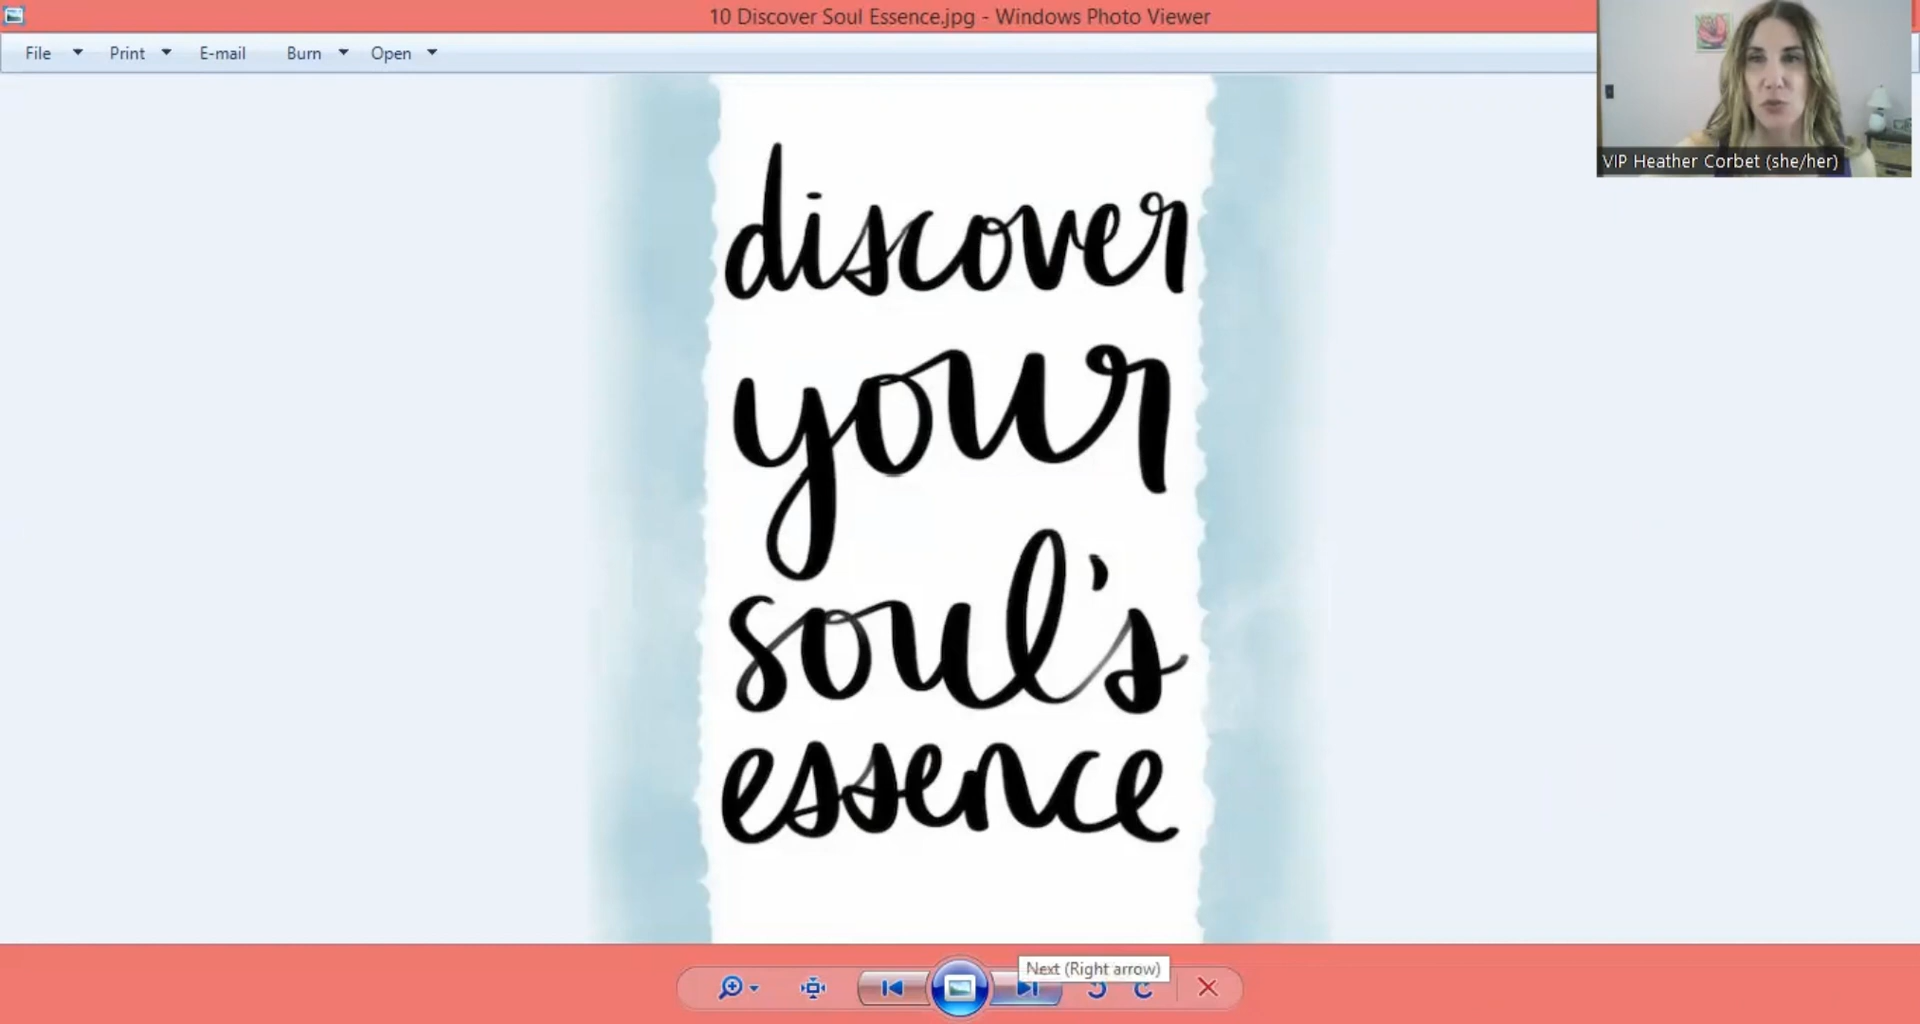 10 Discover Soul Essence.jpg - Windows Photo Viewer
File Print E-mail Burn Open
VIP Heather Corbet (she/her)
discover
your
soul's
essence
Next (Right arrow)